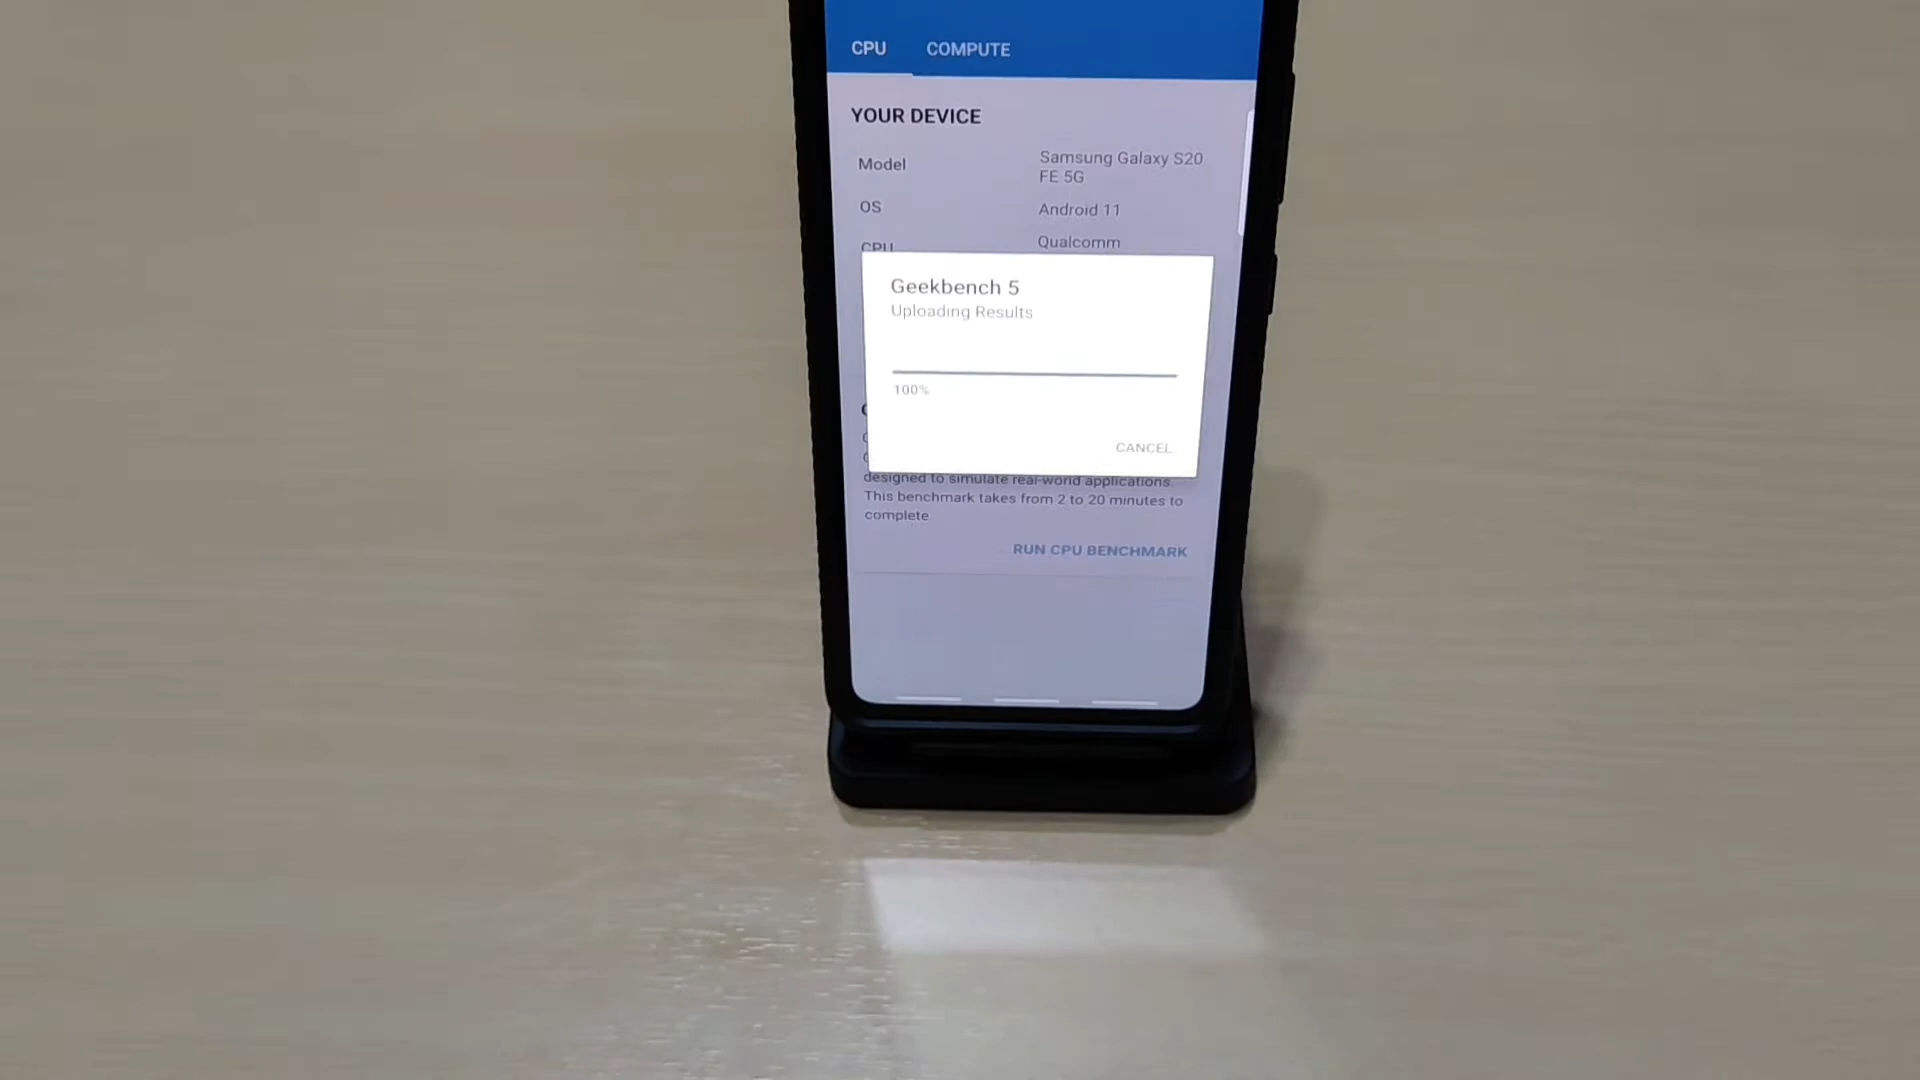 CPU COMPUTE
YOUR DEVICE
Model Samsung Galaxy S20
FE 5G
OS Android 11
CPU Qualcomm
Geekbench 5
Uploading Results
100%
CANCEL
designed to simulate real-world applications.
This benchmark takes from 2 to 20 minutes to
complete
RUN CPU BENCHMARK